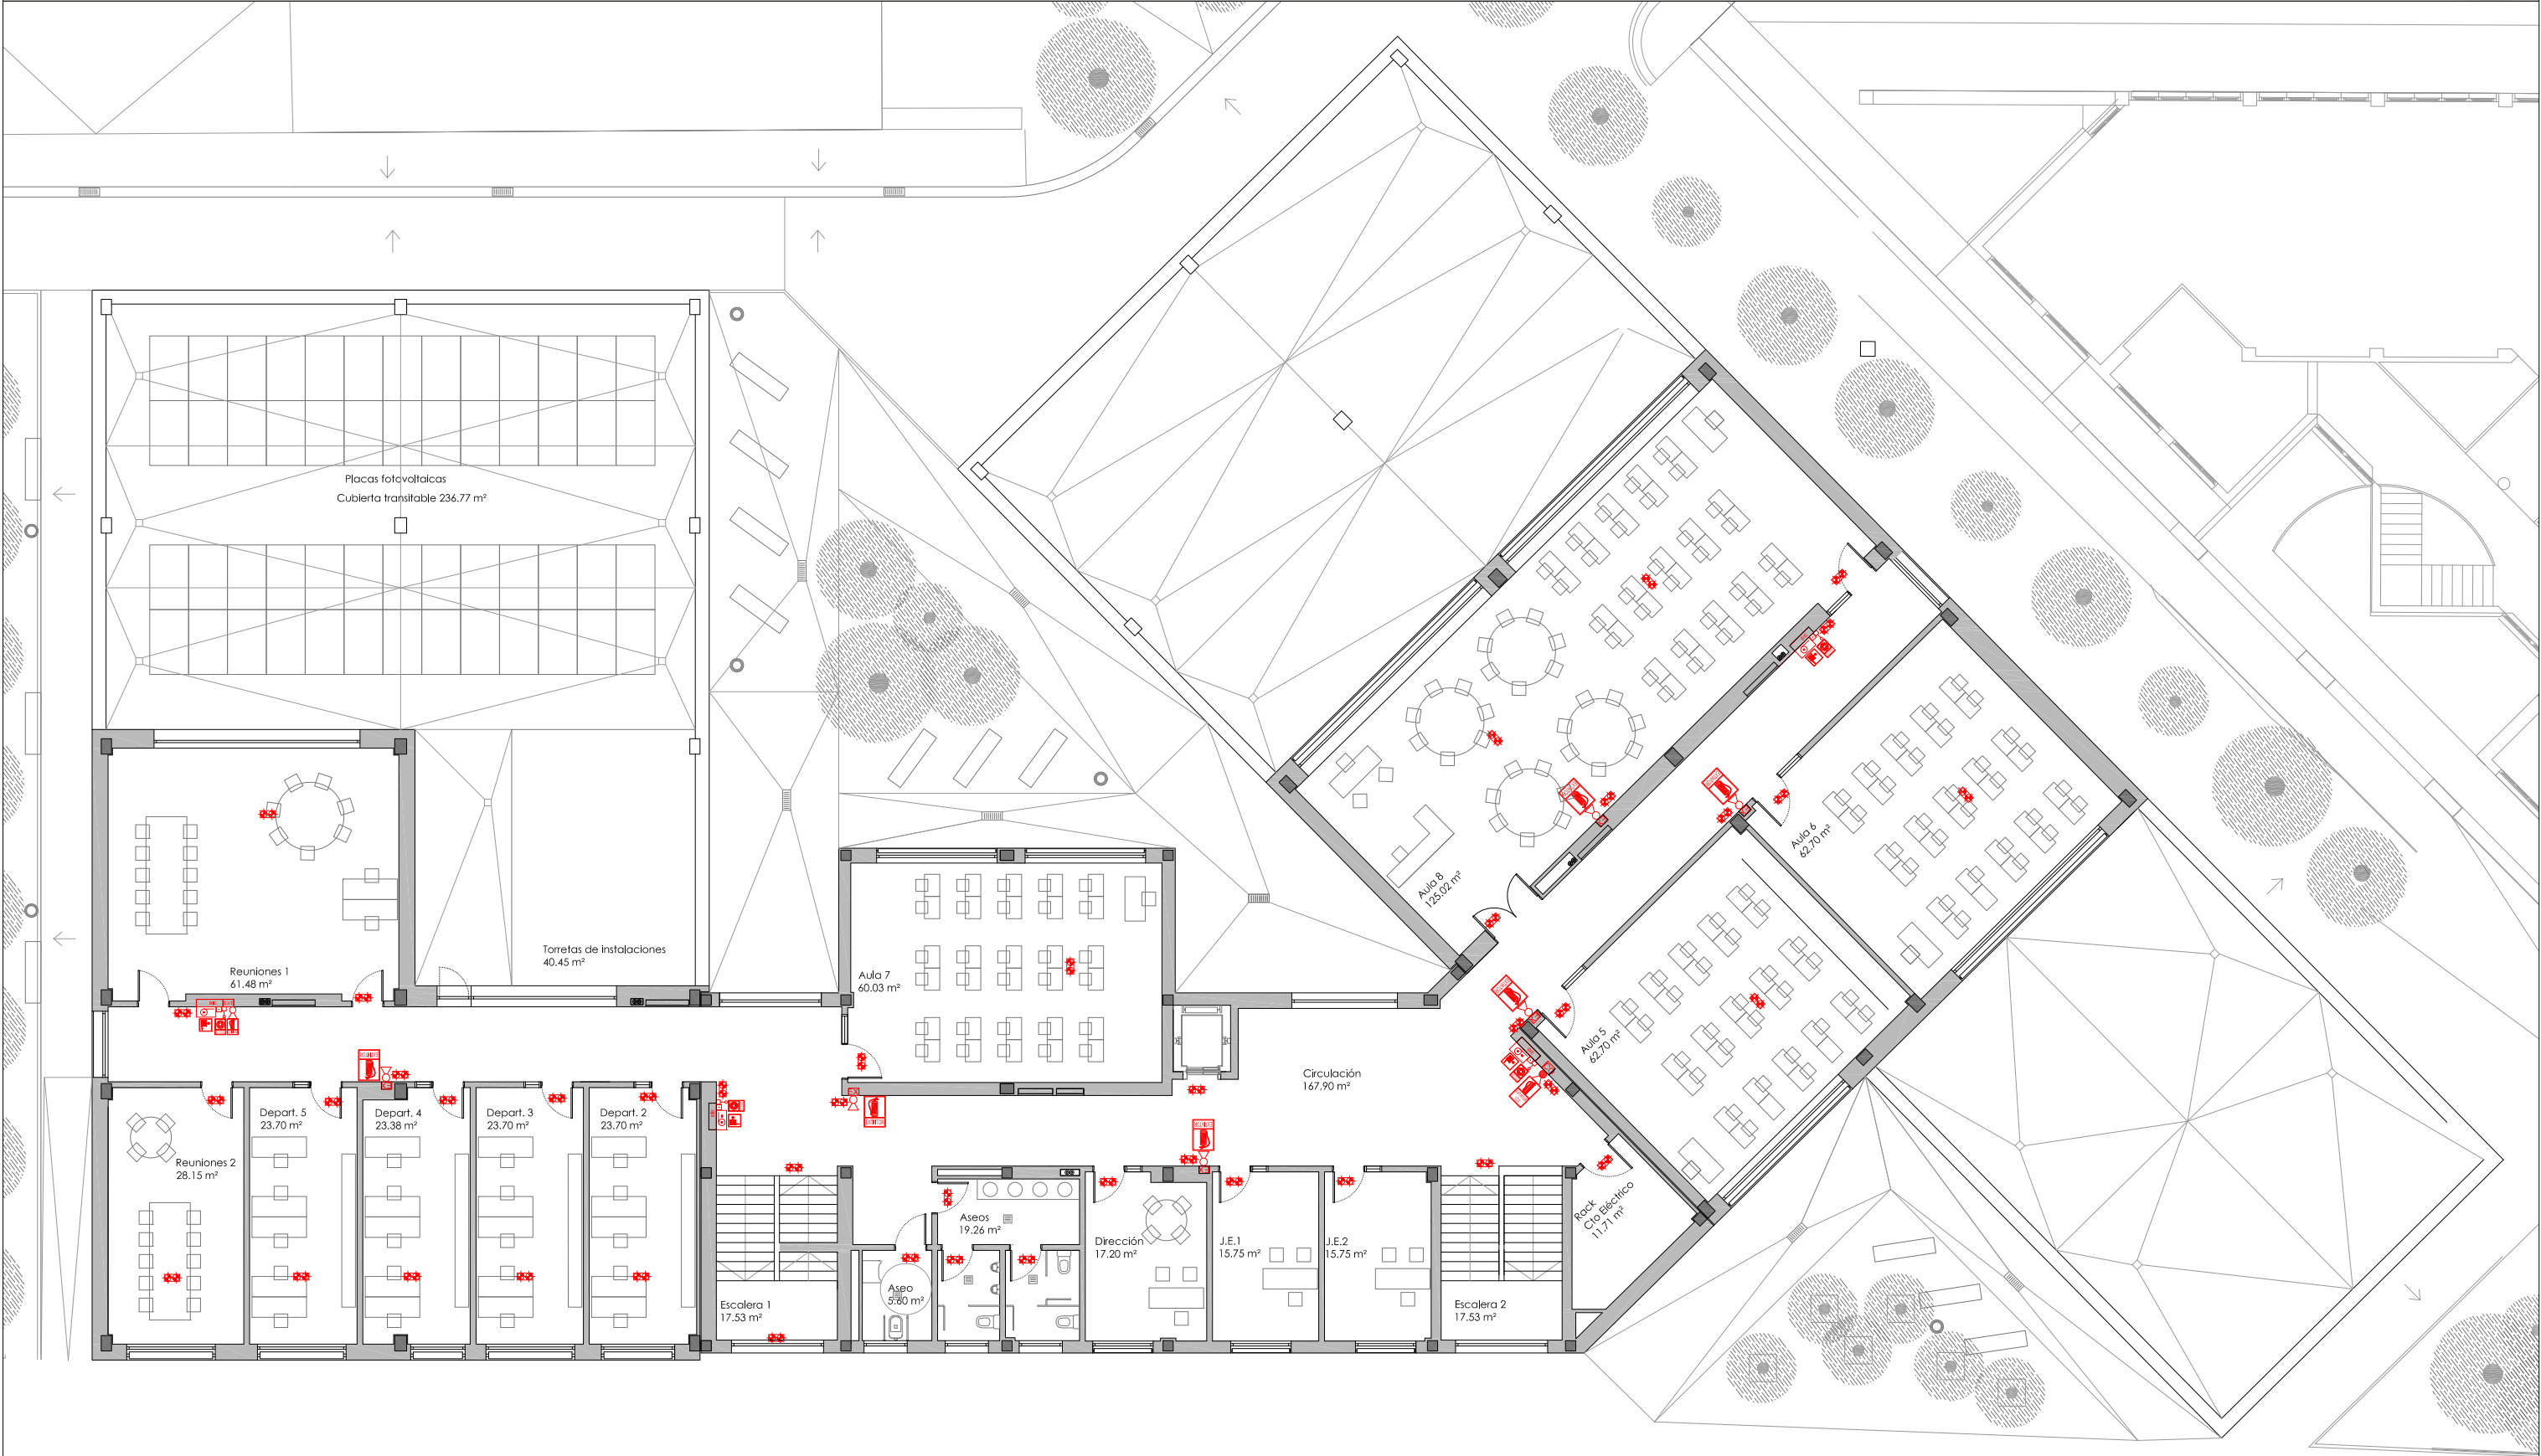 Placas fotovoltaicas
Cubierta transitable 236.77 m²
Reuniones 1
61.48 m²
Torretas de instalaciones
40.45 m²
Aula 7
60.03 m²
Aula 8
125.02 m²
Aula 6
62.70 m²
Aula 5
62.70 m²
Circulación
167.90 m²
Reuniones 2
28.15 m²
Depart. 5
23.70 m²
Depart. 4
23.38 m²
Depart. 3
23.70 m²
Depart. 2
23.70 m²
Escalera 1
17.53 m²
Aseo
5.60 m²
Aseos
19.26 m²
Dirección
17.20 m²
J.E.1
15.75 m²
J.E.2
15.75 m²
Escalera 2
17.53 m²
Rack
Cto Eléctrico
11.71 m²